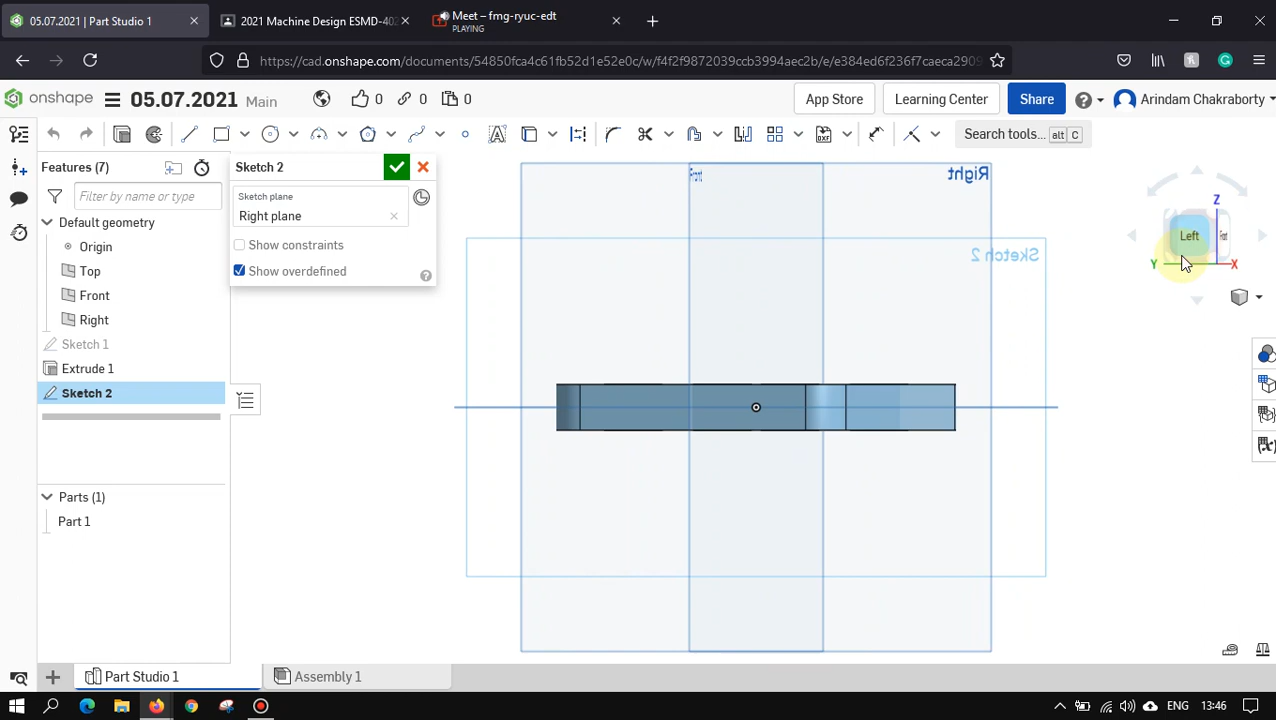 05.07.2021 | Part Studio 1
2021 Machine Design ESMD-402
Meet – fmg-ryuc-edt
PLAYING
https://cad.onshape.com/documents/54850fca4c61fb52d1e52e0c/w/f4f2f9872039ccb3994aec2b/e/e384ed6f236f7caeca2909
onshape
05.07.2021
Main
0
0
0
App Store
Learning Center
Share
Arindam Chakraborty
Search tools...
alt
C
Features (7)
Filter by name or type
Default geometry
Origin
Top
Front
Right
Sketch 1
Extrude 1
Sketch 2
Parts (1)
Part 1
Sketch 2
Sketch plane
Right plane
Show constraints
Show overdefined
Right
Sketch 2
Z
Left
Y
X
Part Studio 1
Assembly 1
ENG
13:46